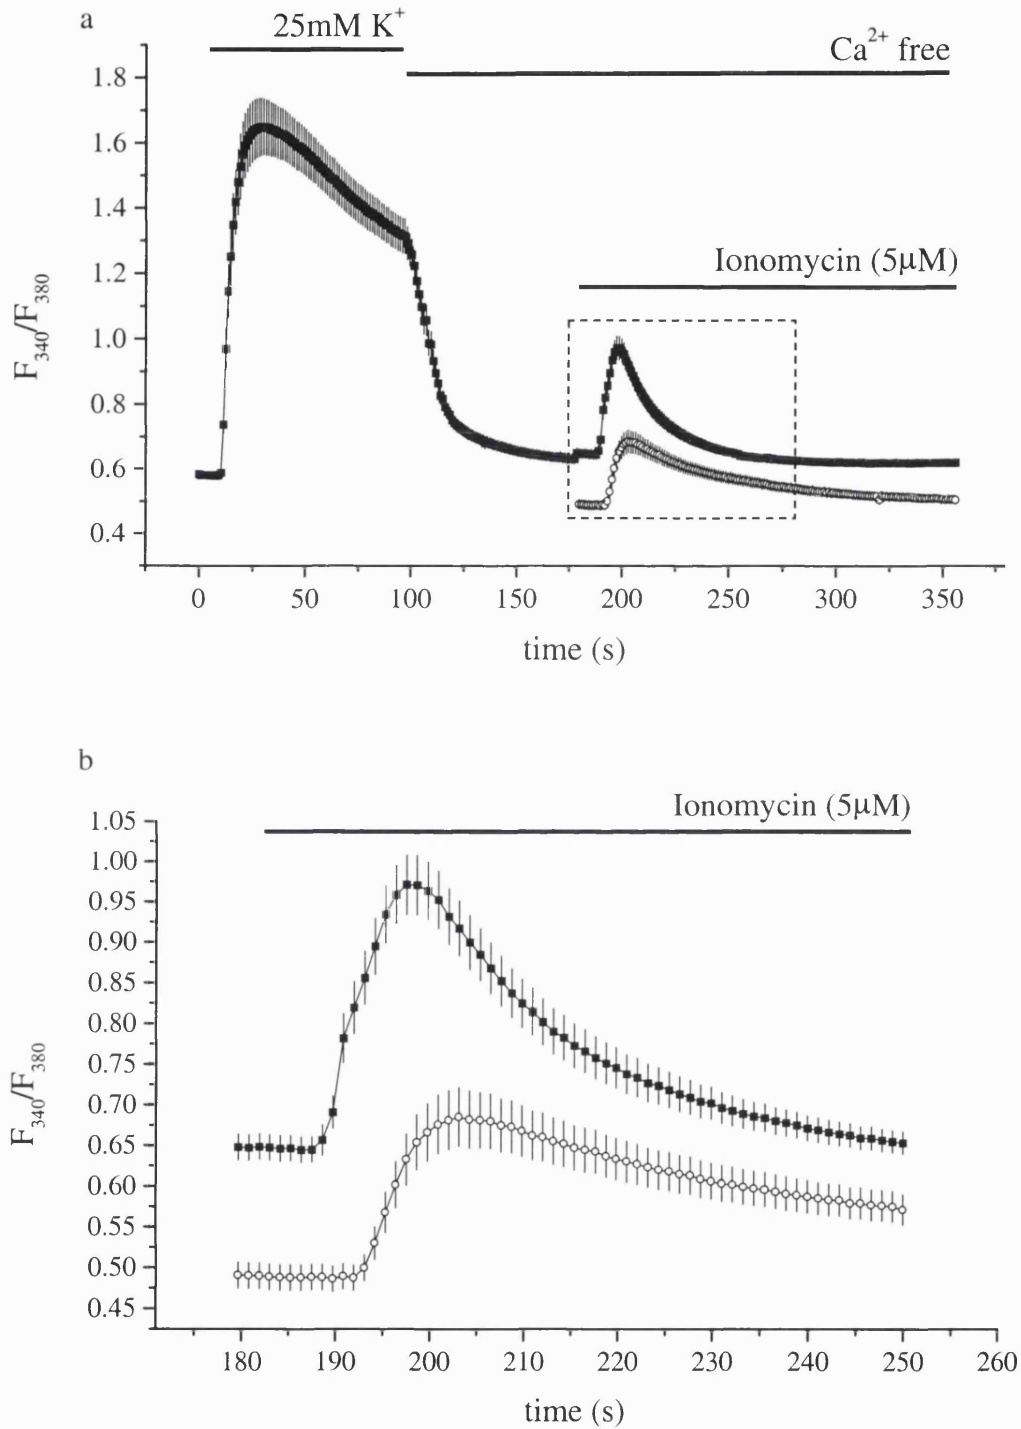 a
25mM K⁺
Ca²⁺ free
1.8
1.6
1.4
1.2
Ionomycin (5µM)
1.0
0.8
0.6
0.4
F₃₄₀/F₃₈₀
0 50 100 150 200 250 300 350
time (s)
b
Ionomycin (5µM)
1.05
1.00
0.95
0.90
0.85
0.80
0.75
0.70
0.65
0.60
0.55
0.50
0.45
F₃₄₀/F₃₈₀
180 190 200 210 220 230 240 250 260
time (s)